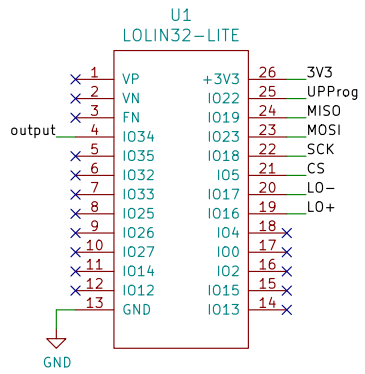 U1
LOLIN32-LITE
1 VP +3V3 26 3V3
2 VN IO22 25 UPProg
3 FN IO19 24 MISO
output 4 IO34 IO23 23 MOSI
5 IO35 IO18 22 SCK
6 IO32 IO5 21 CS
7 IO33 IO17 20 LO-
8 IO25 IO16 19 LO+
9 IO26 IO4 18
10 IO27 IO0 17
11 IO14 IO2 16
12 IO12 IO15 15
13 GND IO13 14
GND